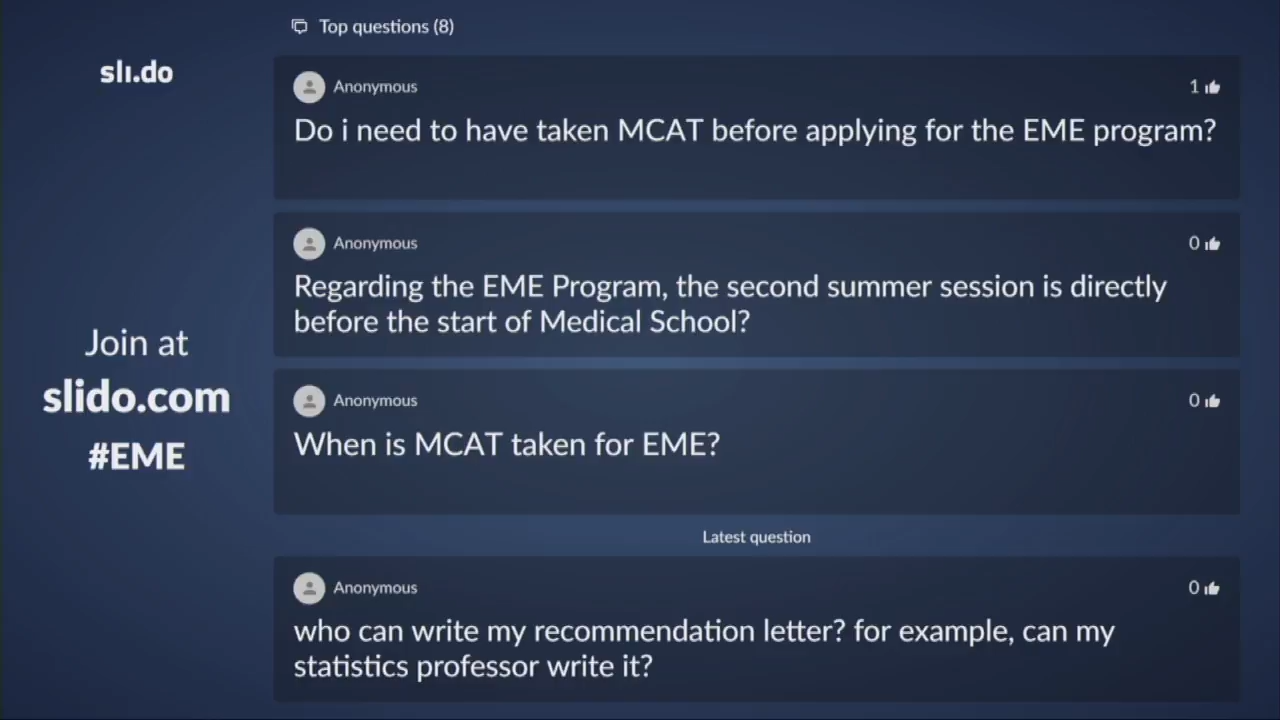 Top questions (8)
sli.do
Anonymous
1
Do i need to have taken MCAT before applying for the EME program?
Anonymous
0
Regarding the EME Program, the second summer session is directly
before the start of Medical School?
Join at
slido.com
#EME
Anonymous
0
When is MCAT taken for EME?
Latest question
Anonymous
0
who can write my recommendation letter? for example, can my
statistics professor write it?